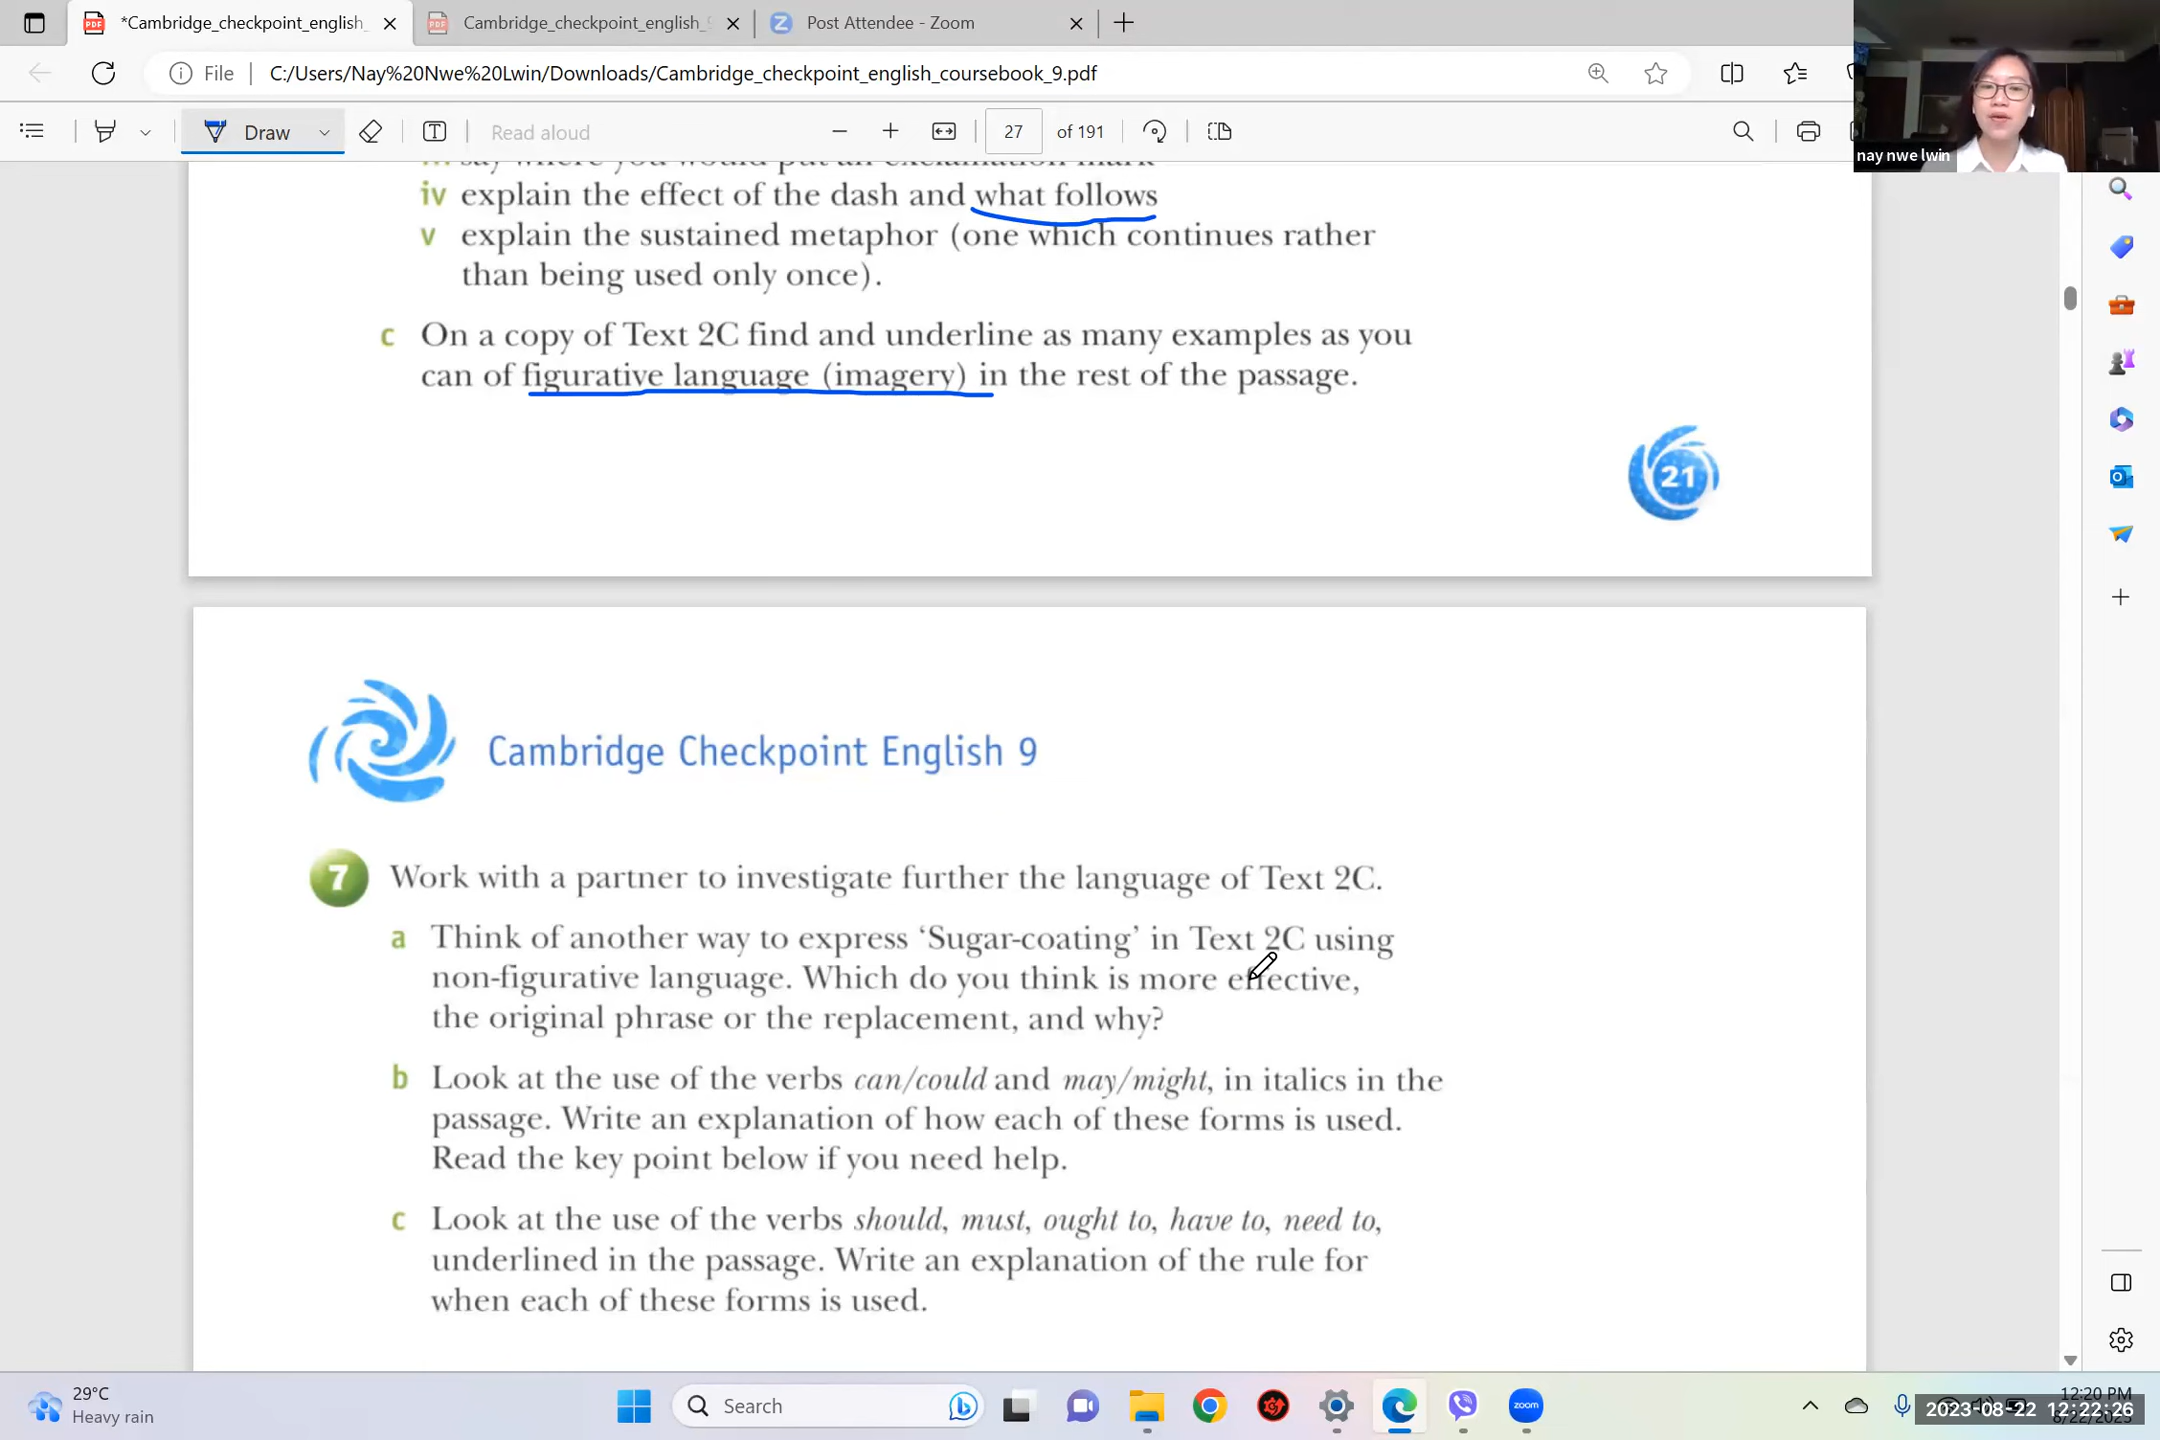 *Cambridge_checkpoint_english_
Cambridge_checkpoint_english_9
Post Attendee - Zoom
File
C:/Users/Nay%20Nwe%20Lwin/Downloads/Cambridge_checkpoint_english_coursebook_9.pdf
Draw
Read aloud
27
of 191
nay nwe lwin
say where you would put an exclamation mark
iv explain the effect of the dash and what follows
v explain the sustained metaphor (one which continues rather
than being used only once).
c On a copy of Text 2C find and underline as many examples as you
can of figurative language (imagery) in the rest of the passage.
21
Cambridge Checkpoint English 9
7 Work with a partner to investigate further the language of Text 2C.
a Think of another way to express ‘Sugar-coating’ in Text 2C using
non-figurative language. Which do you think is more effective,
the original phrase or the replacement, and why?
b Look at the use of the verbs can/could and may/might, in italics in the
passage. Write an explanation of how each of these forms is used.
Read the key point below if you need help.
c Look at the use of the verbs should, must, ought to, have to, need to,
underlined in the passage. Write an explanation of the rule for
when each of these forms is used.
29°C
Heavy rain
Search
zoom
12:20 PM
2023-08-22 12:22:26